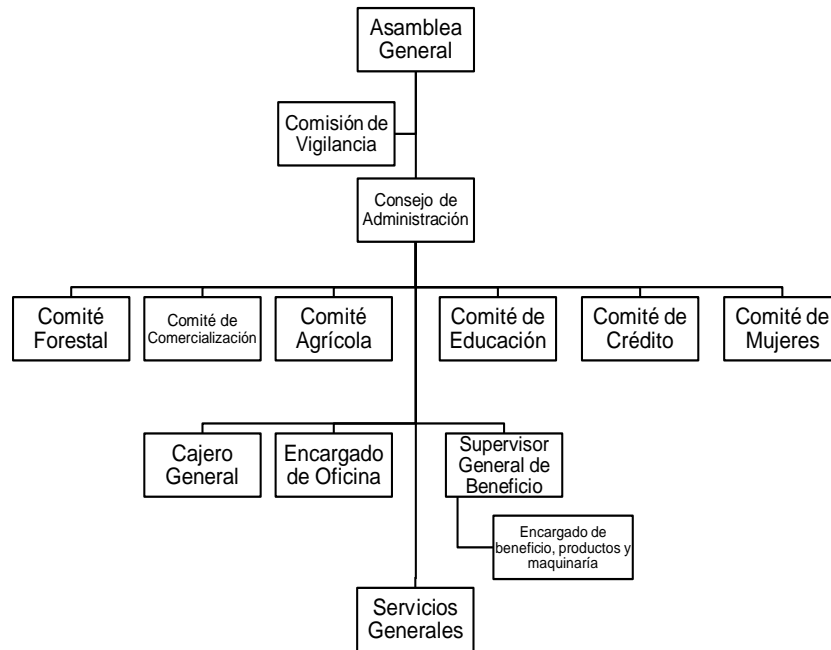 Asamblea
General
Comisión de
Vigilancia
Consejo de
Administración
Comité
Forestal
Comité de
Comercialización
Comité
Agrícola
Comité de
Educación
Comité de
Crédito
Comité de
Mujeres
Cajero
General
Encargado
de Oficina
Supervisor
General de
Beneficio
Encargado de
beneficio, productos y
maquinaría
Servicios
Generales